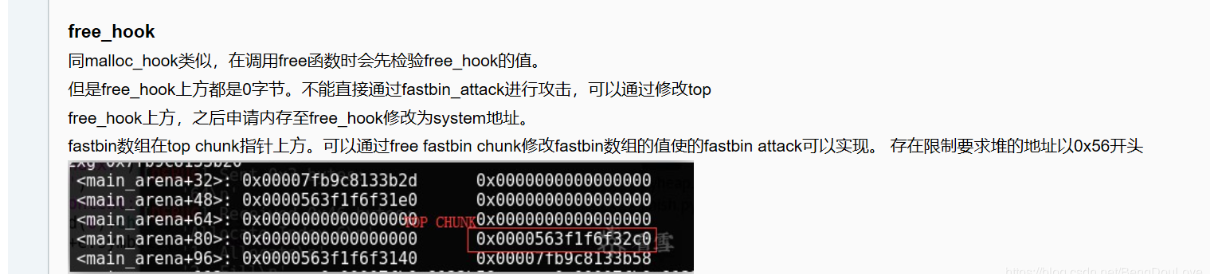 free_hook
同malloc_hook类似，在调用free函数时会先检验free_hook的值。
但是free_hook上方都是0字节。不能直接通过fastbin_attack进行攻击，可以通过修改top
free_hook上方，之后申请内存至free_hook修改为system地址。
fastbin数组在top chunk指针上方。可以通过free fastbin chunk修改fastbin数组的值使的fastbin attack可以实现。 存在限制要求堆的地址以0x56开头
<main_arena+32>: 0x00007fb9c8133b2d 0x0000000000000000
<main_arena+48>: 0x0000563f1f6f31e0 0x0000000000000000
<main_arena+64>: 0x0000000000000000 TOP CHUNK 0x0000000000000000
<main_arena+80>: 0x0000000000000000 0x0000563f1f6f32c0
<main_arena+96>: 0x0000563f1f6f3140 0x00007fb9c8133b58